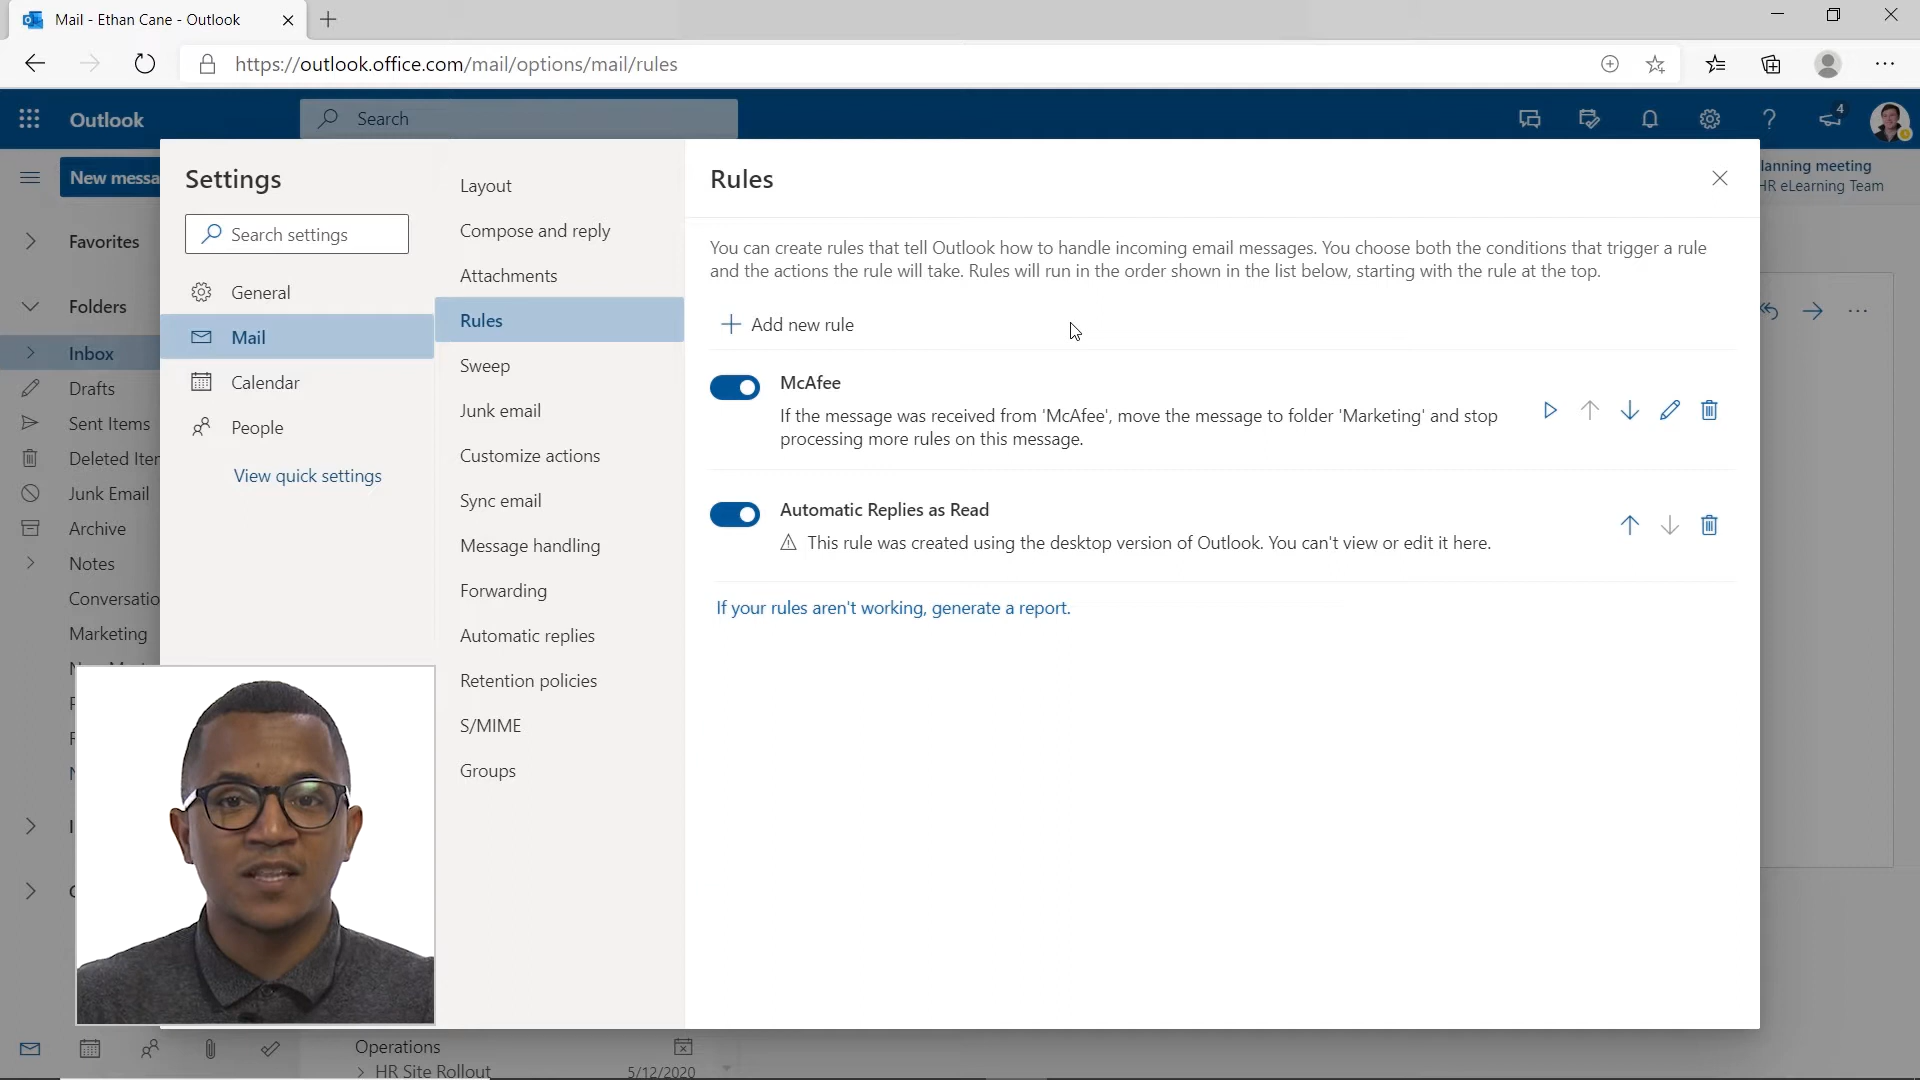 Mail - Ethan Cane - Outlook
https://outlook.office.com/mail/options/mail/rules
Outlook
Search
4
New messa
lanning meeting
HR eLearning Team
Favorites
Folders
Inbox
Drafts
Sent Items
Deleted Iter
Junk Email
Archive
Notes
Conversatio
Marketing
Settings
Search settings
General
Mail
Calendar
People
View quick settings
Layout
Compose and reply
Attachments
Rules
Sweep
Junk email
Customize actions
Sync email
Message handling
Forwarding
Automatic replies
Retention policies
S/MIME
Groups
Rules
You can create rules that tell Outlook how to handle incoming email messages. You choose both the conditions that trigger a rule
and the actions the rule will take. Rules will run in the order shown in the list below, starting with the rule at the top.
Add new rule
McAfee
If the message was received from 'McAfee', move the message to folder 'Marketing' and stop
processing more rules on this message.
Automatic Replies as Read
This rule was created using the desktop version of Outlook. You can't view or edit it here.
If your rules aren't working, generate a report.
Operations
HR Site Rollout
5/12/2020